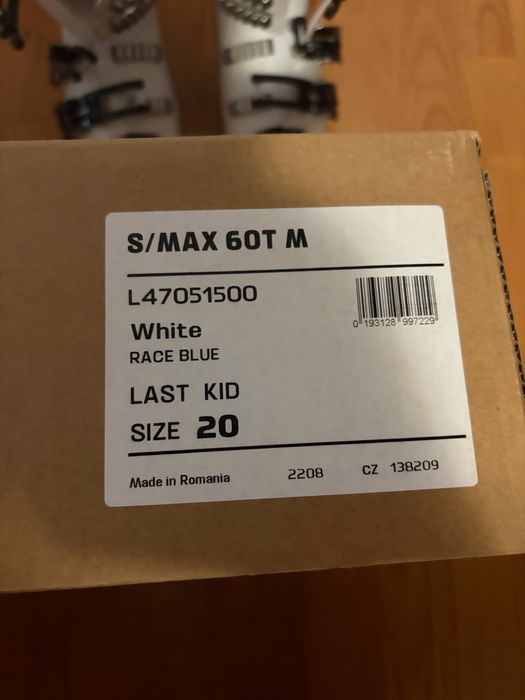 S/MAX 60T M
L47051500
White
RACE BLUE
0 193128 997229
LAST KID
SIZE 20
Made in Romania 2208 CZ 138209